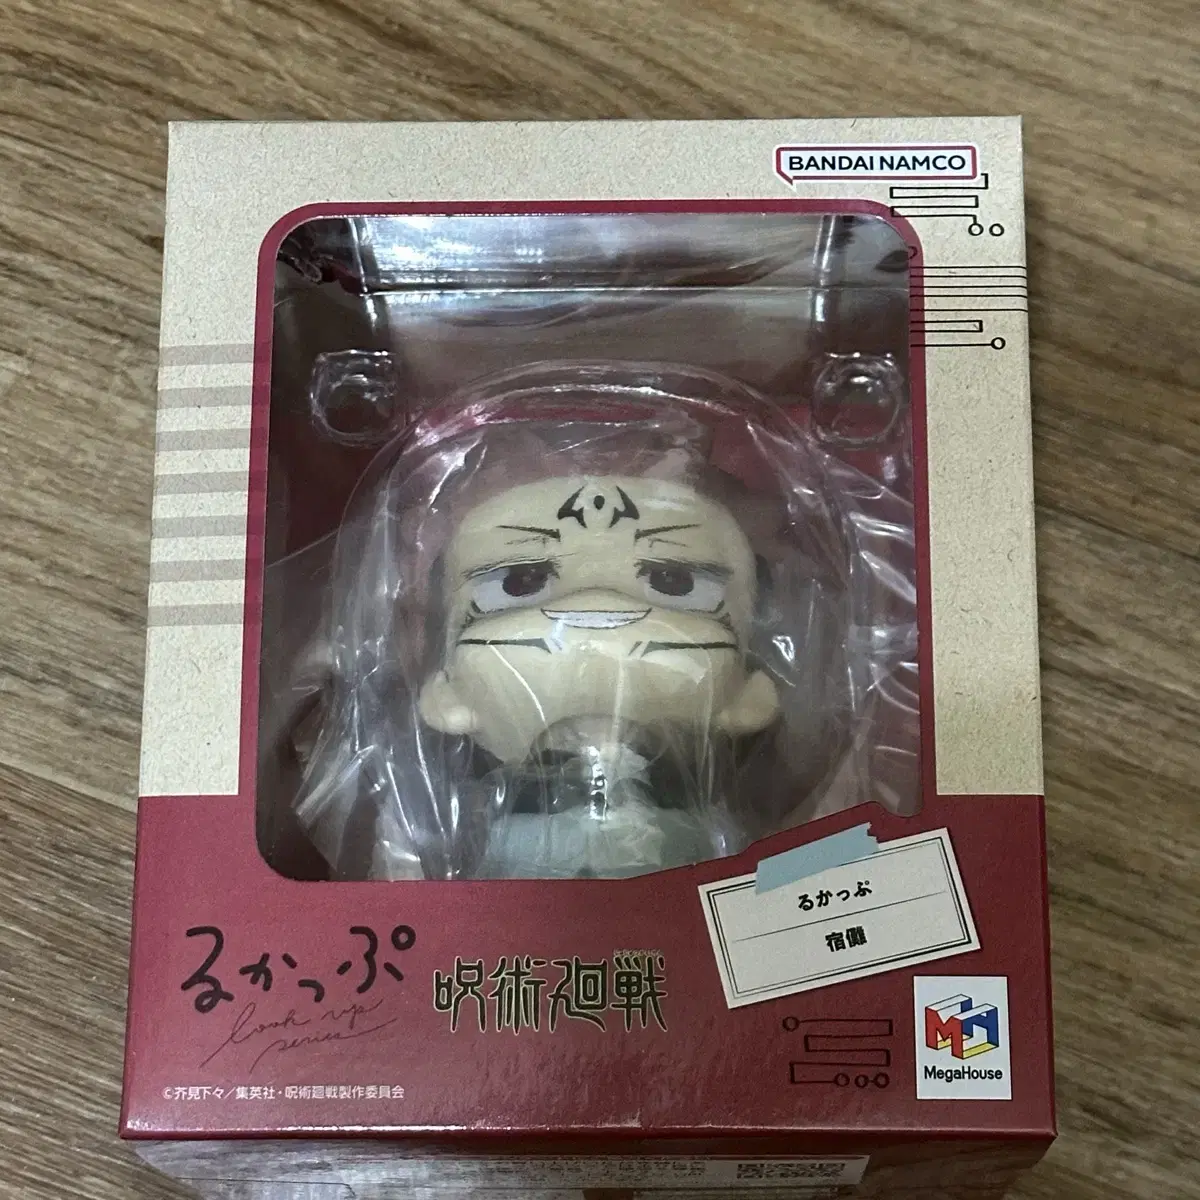 BANDAI NAMCO
るかっぷ
宿儺
るかっぷ
look up
series
呪術廻戦
MegaHouse
©芥見下々／集英社・呪術廻戦製作委員会